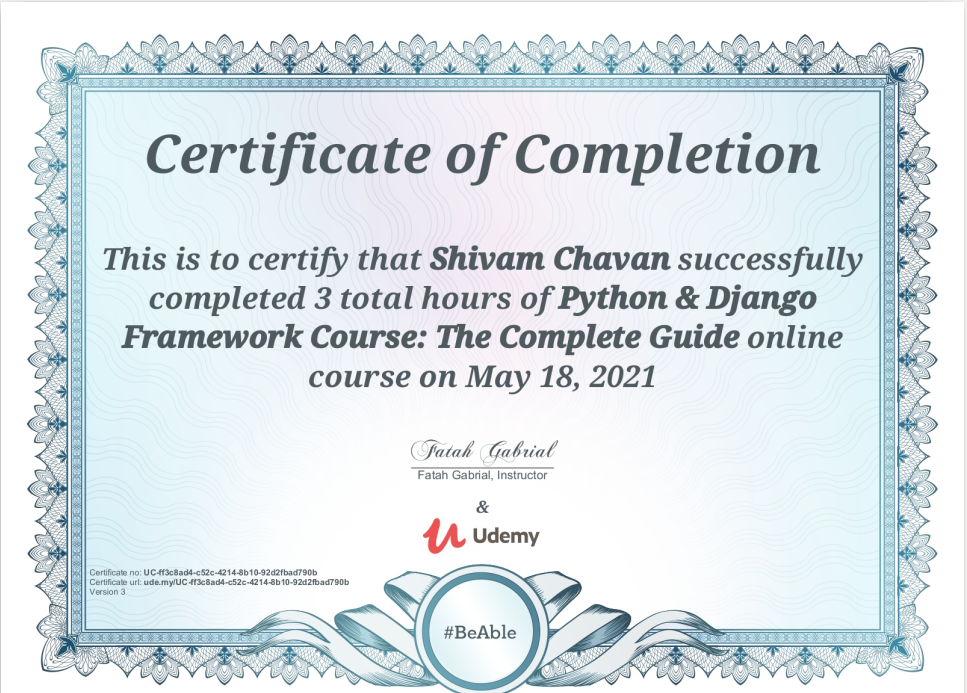 Certificate of Completion
This is to certify that Shivam Chavan successfully
completed 3 total hours of Python & Django
Framework Course: The Complete Guide online
course on May 18, 2021
Fatah Gabrial
Fatah Gabrial, Instructor
&
Udemy
Certificate no: UC-ff3c8ad4-c52c-4214-8b10-92d2fbad790b
Certificate url: ude.my/UC-ff3c8ad4-c52c-4214-8b10-92d2fbad790b
Version 3
#BeAble